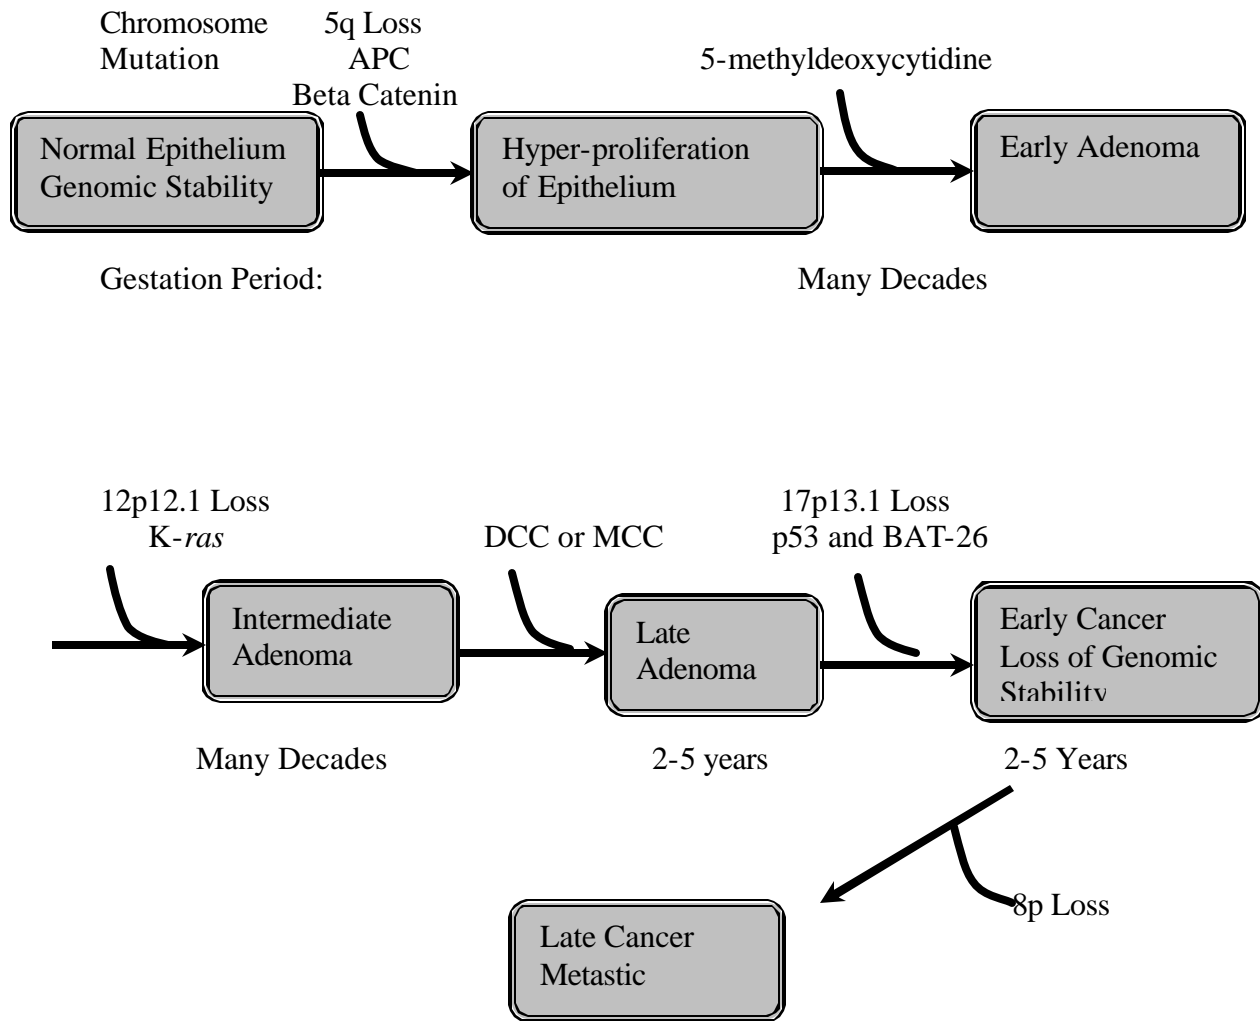 Chromosome
Mutation
5q Loss
APC
Beta Catenin
5-methyldeoxycytidine
Normal Epithelium
Genomic Stability
Hyper-proliferation
of Epithelium
Early Adenoma
Gestation Period:
Many Decades
12p12.1 Loss
K-ras
DCC or MCC
17p13.1 Loss
p53 and BAT-26
Intermediate
Adenoma
Late
Adenoma
Early Cancer
Loss of Genomic
Stability
Many Decades
2-5 years
2-5 Years
8p Loss
Late Cancer
Metastic